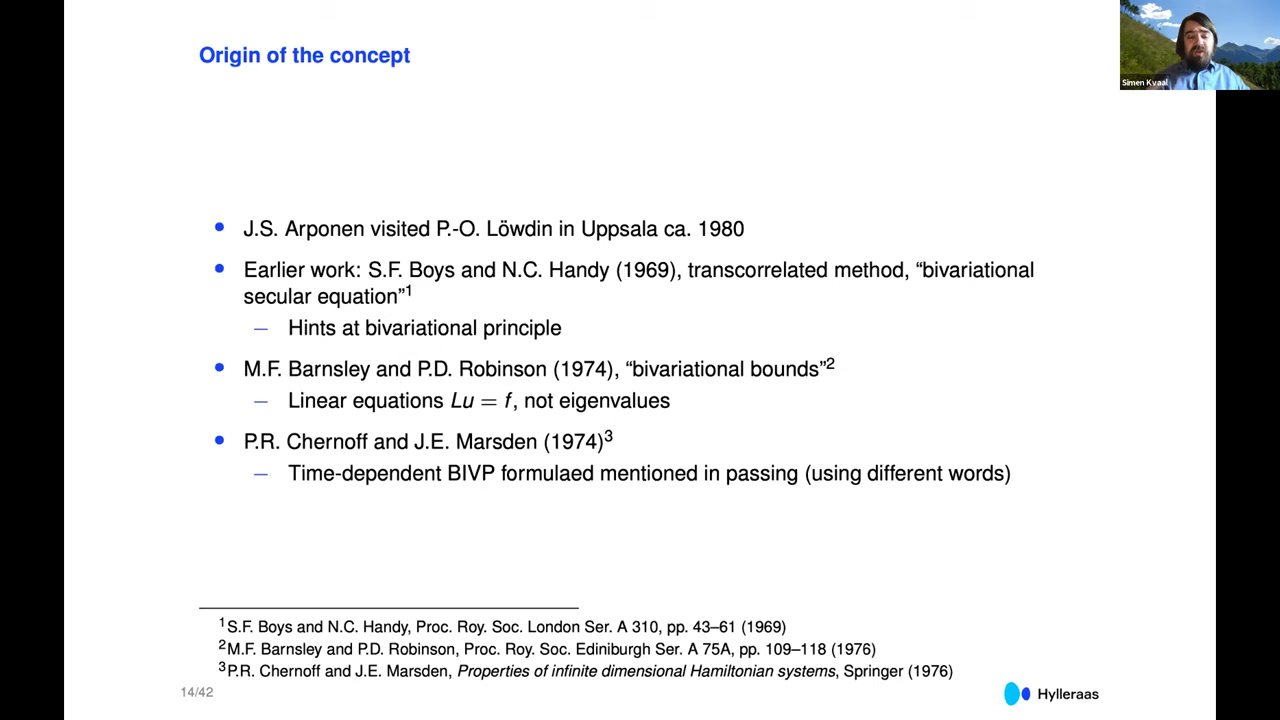 Origin of the concept
Simen Kvaal
• J.S. Arponen visited P.-O. Löwdin in Uppsala ca. 1980
• Earlier work: S.F. Boys and N.C. Handy (1969), transcorrelated method, “bivariational
secular equation”1
– Hints at bivariational principle
• M.F. Barnsley and P.D. Robinson (1974), “bivariational bounds”2
– Linear equations Lu = f, not eigenvalues
• P.R. Chernoff and J.E. Marsden (1974)3
– Time-dependent BIVP formulaed mentioned in passing (using different words)
1S.F. Boys and N.C. Handy, Proc. Roy. Soc. London Ser. A 310, pp. 43–61 (1969)
2M.F. Barnsley and P.D. Robinson, Proc. Roy. Soc. Edinburgh Ser. A 75A, pp. 109–118 (1976)
3P.R. Chernoff and J.E. Marsden, Properties of infinite dimensional Hamiltonian systems, Springer (1976)
14/42
Hylleraas